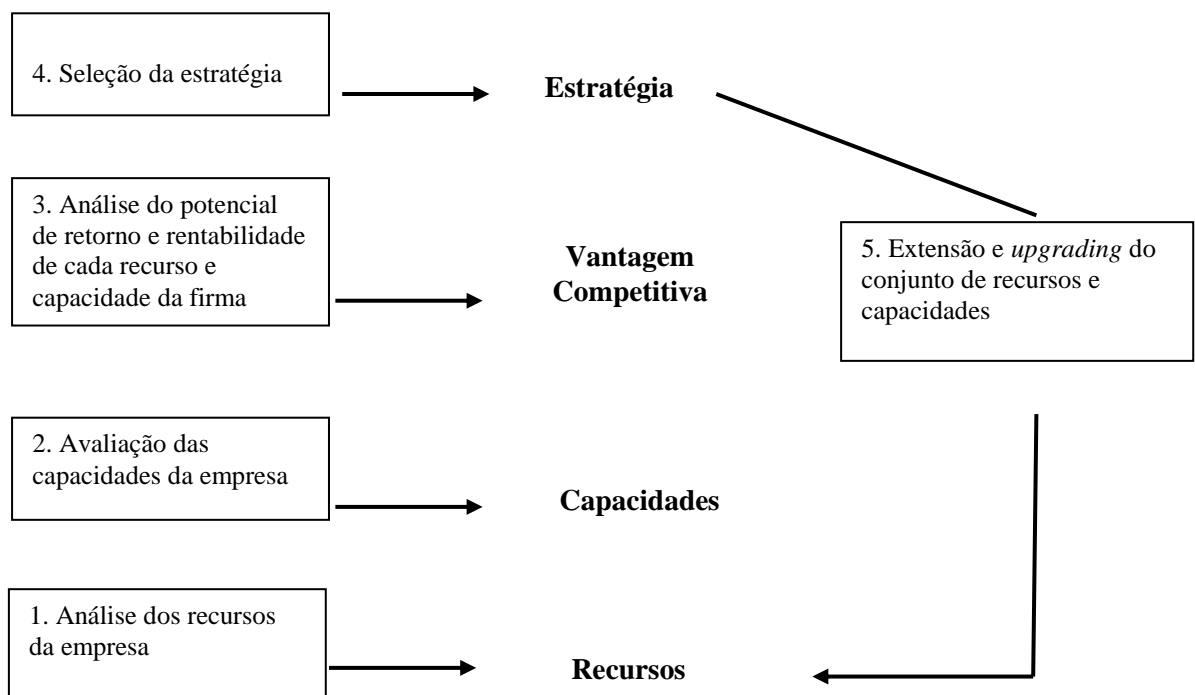 4. Seleção da estratégia
Estratégia
3. Análise do potencial
de retorno e rentabilidade
de cada recurso e
capacidade da firma
Vantagem
Competitiva
5. Extensão e upgrading do
conjunto de recursos e
capacidades
2. Avaliação das
capacidades da empresa
Capacidades
1. Análise dos recursos
da empresa
Recursos